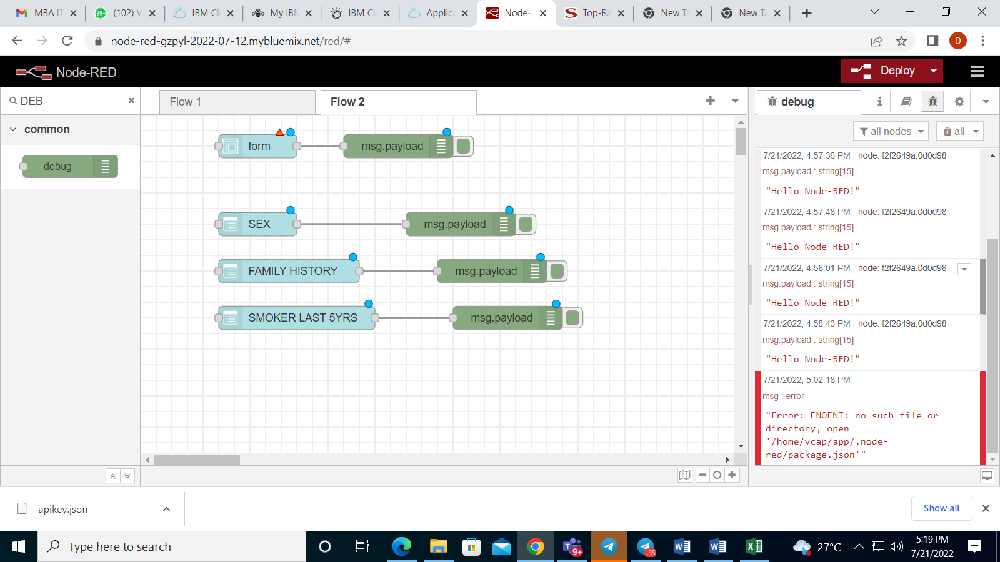 MBA IT
(102) W
IBM Cl
My IBM
IBM Cl
Applic
Node-
Top-Ra
New Ta
New Ta
node-red-gzpyl-2022-07-12.mybluemix.net/red/#
D
Node-RED
Deploy
DEB
common
debug
Flow 1
Flow 2
form
msg.payload
SEX
msg.payload
FAMILY HISTORY
msg.payload
SMOKER LAST 5YRS
msg.payload
debug
all nodes
all
7/21/2022, 4:57:36 PM node: f2f2649a.0d0d98
msg.payload : string[15]
"Hello Node-RED!"
7/21/2022, 4:57:48 PM node: f2f2649a.0d0d98
msg.payload : string[15]
"Hello Node-RED!"
7/21/2022, 4:58:01 PM node: f2f2649a.0d0d98
msg.payload : string[15]
"Hello Node-RED!"
7/21/2022, 4:58:43 PM node: f2f2649a.0d0d98
msg.payload : string[15]
"Hello Node-RED!"
7/21/2022, 5:02:18 PM
msg : error
"Error: ENOENT: no such file or
directory, open
'/home/vcap/app/.node-
red/package.json'"
apikey.json
Show all
Type here to search
9+
.35
27°C
5:19 PM
7/21/2022